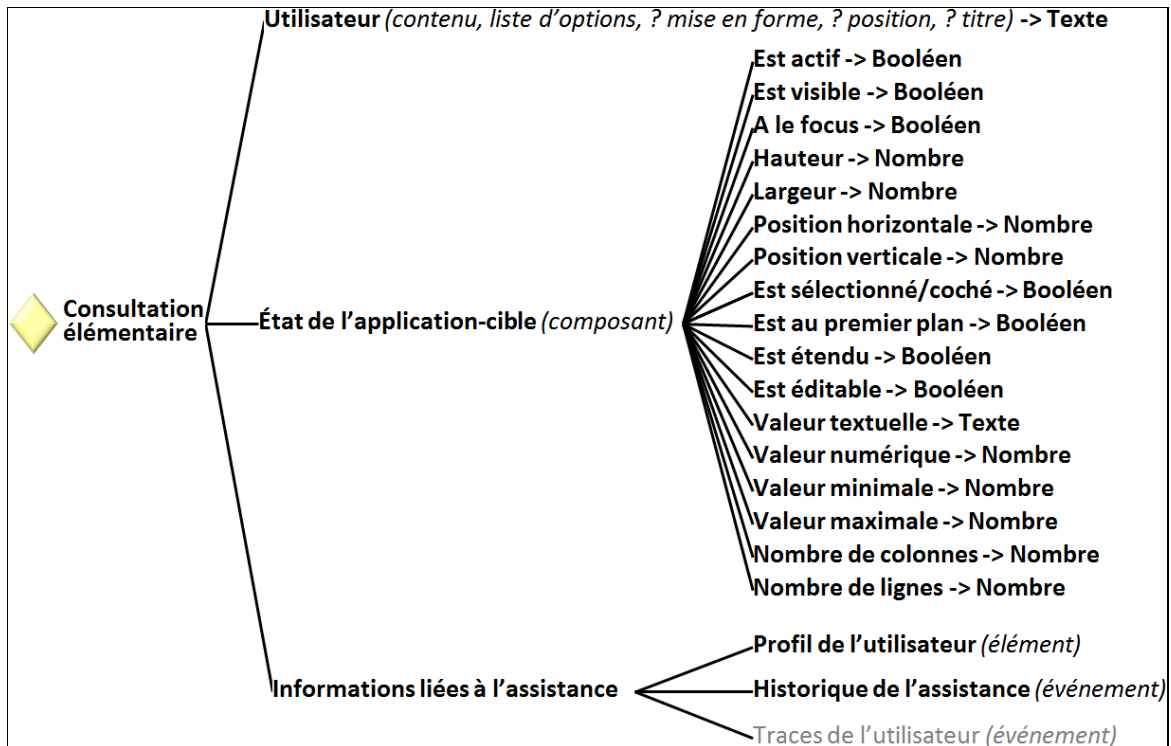 Utilisateur (contenu, liste d’options, ? mise en forme, ? position, ? titre) -> Texte
Est actif -> Booléen
Est visible -> Booléen
A le focus -> Booléen
Hauteur -> Nombre
Largeur -> Nombre
Position horizontale -> Nombre
Position verticale -> Nombre
Est sélectionné/coché -> Booléen
Consultation
élémentaire
État de l’application-cible (composant)
Est au premier plan -> Booléen
Est étendu -> Booléen
Est éditable -> Booléen
Valeur textuelle -> Texte
Valeur numérique -> Nombre
Valeur minimale -> Nombre
Valeur maximale -> Nombre
Nombre de colonnes -> Nombre
Nombre de lignes -> Nombre
Profil de l’utilisateur (élément)
Informations liées à l’assistance
Historique de l’assistance (événement)
Traces de l’utilisateur (événement)